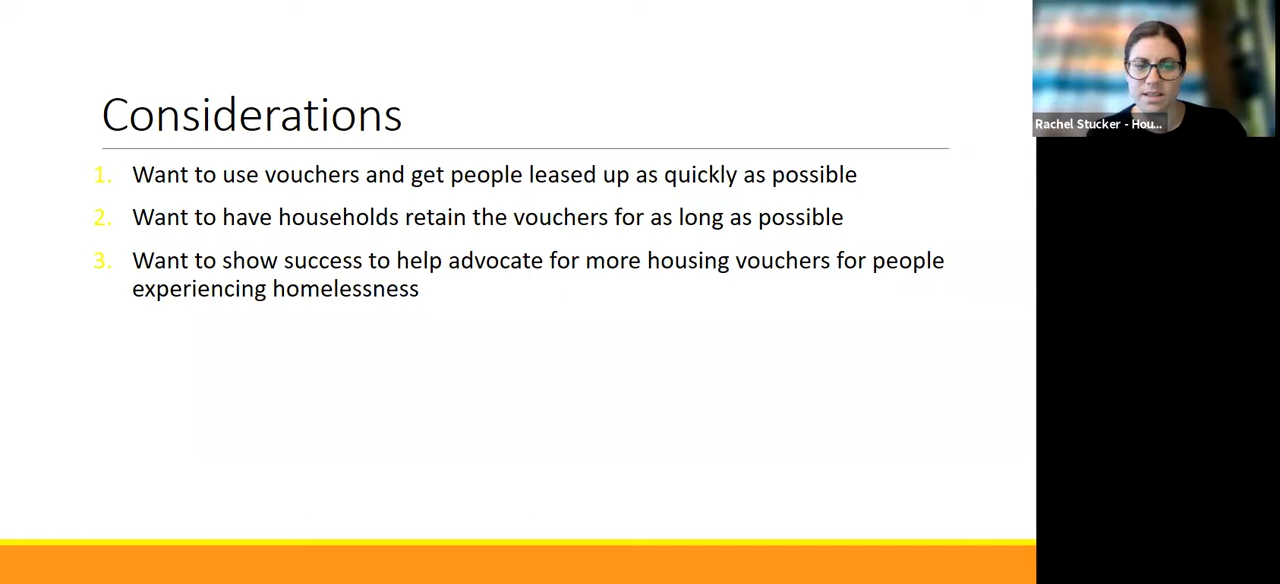 Considerations
1. Want to use vouchers and get people leased up as quickly as possible
2. Want to have households retain the vouchers for as long as possible
3. Want to show success to help advocate for more housing vouchers for people
experiencing homelessness
Rachel Stucker - Hou...